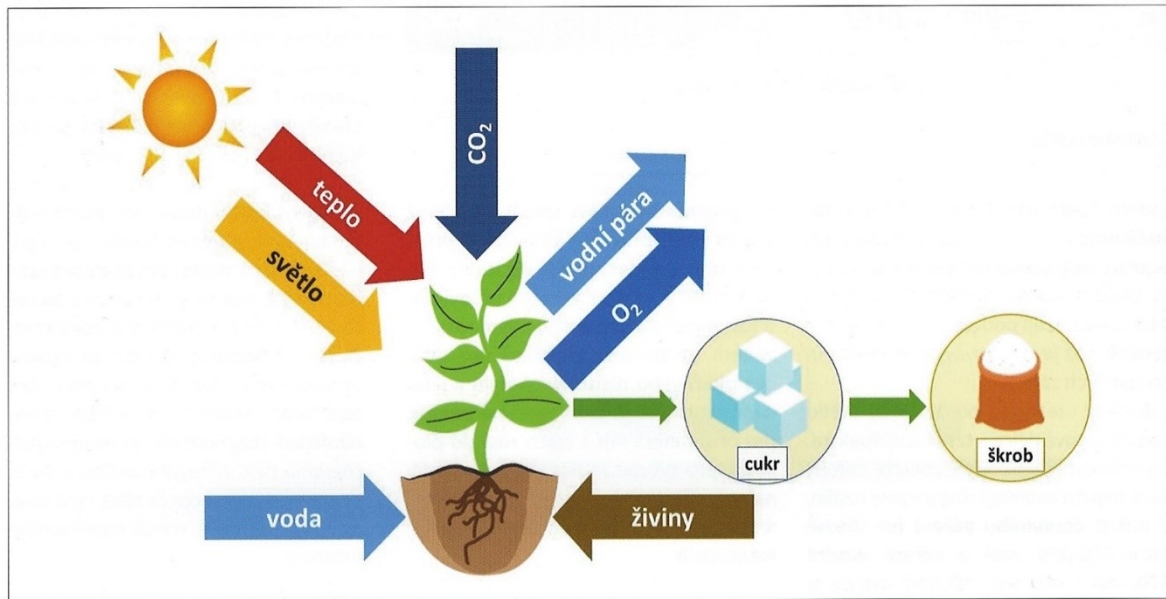 CO₂
teplo
světlo
vodní pára
O₂
cukr
škrob
voda
živiny